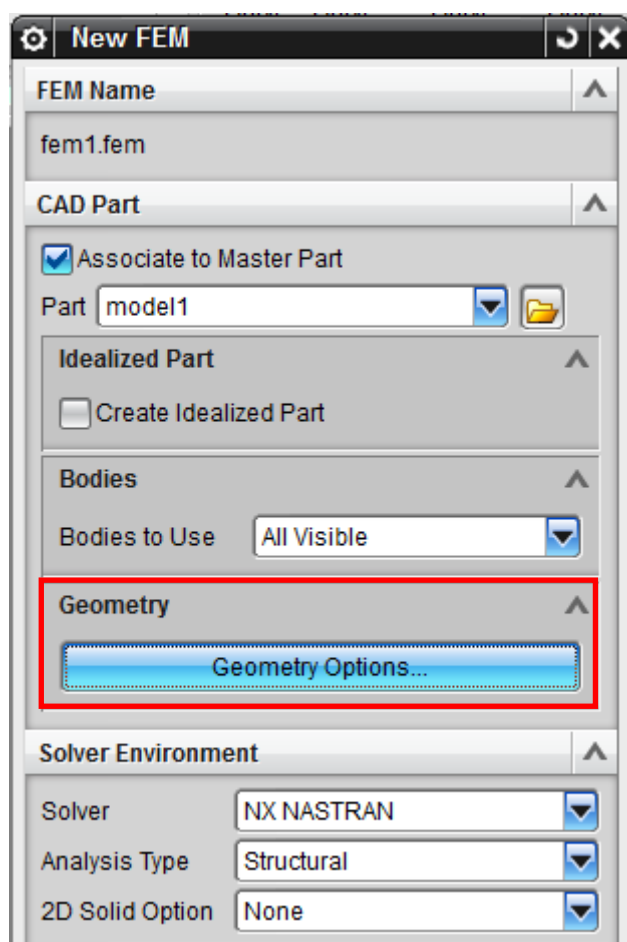 New FEM
FEM Name
fem1.fem
CAD Part
Associate to Master Part
Part model1
Idealized Part
Create Idealized Part
Bodies
Bodies to Use All Visible
Geometry
Geometry Options...
Solver Environment
Solver NX NASTRAN
Analysis Type Structural
2D Solid Option None